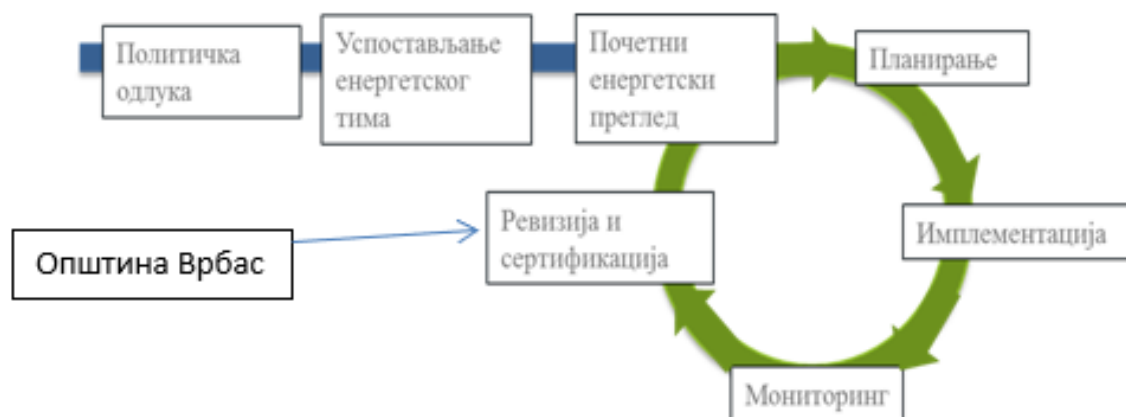 Политичка
одлука
Успостављање
енергетског
тима
Почетни
енергетски
преглед
Планирање
Имплементација
Мониторинг
Ревизија и
сертификација
Општина Врбас